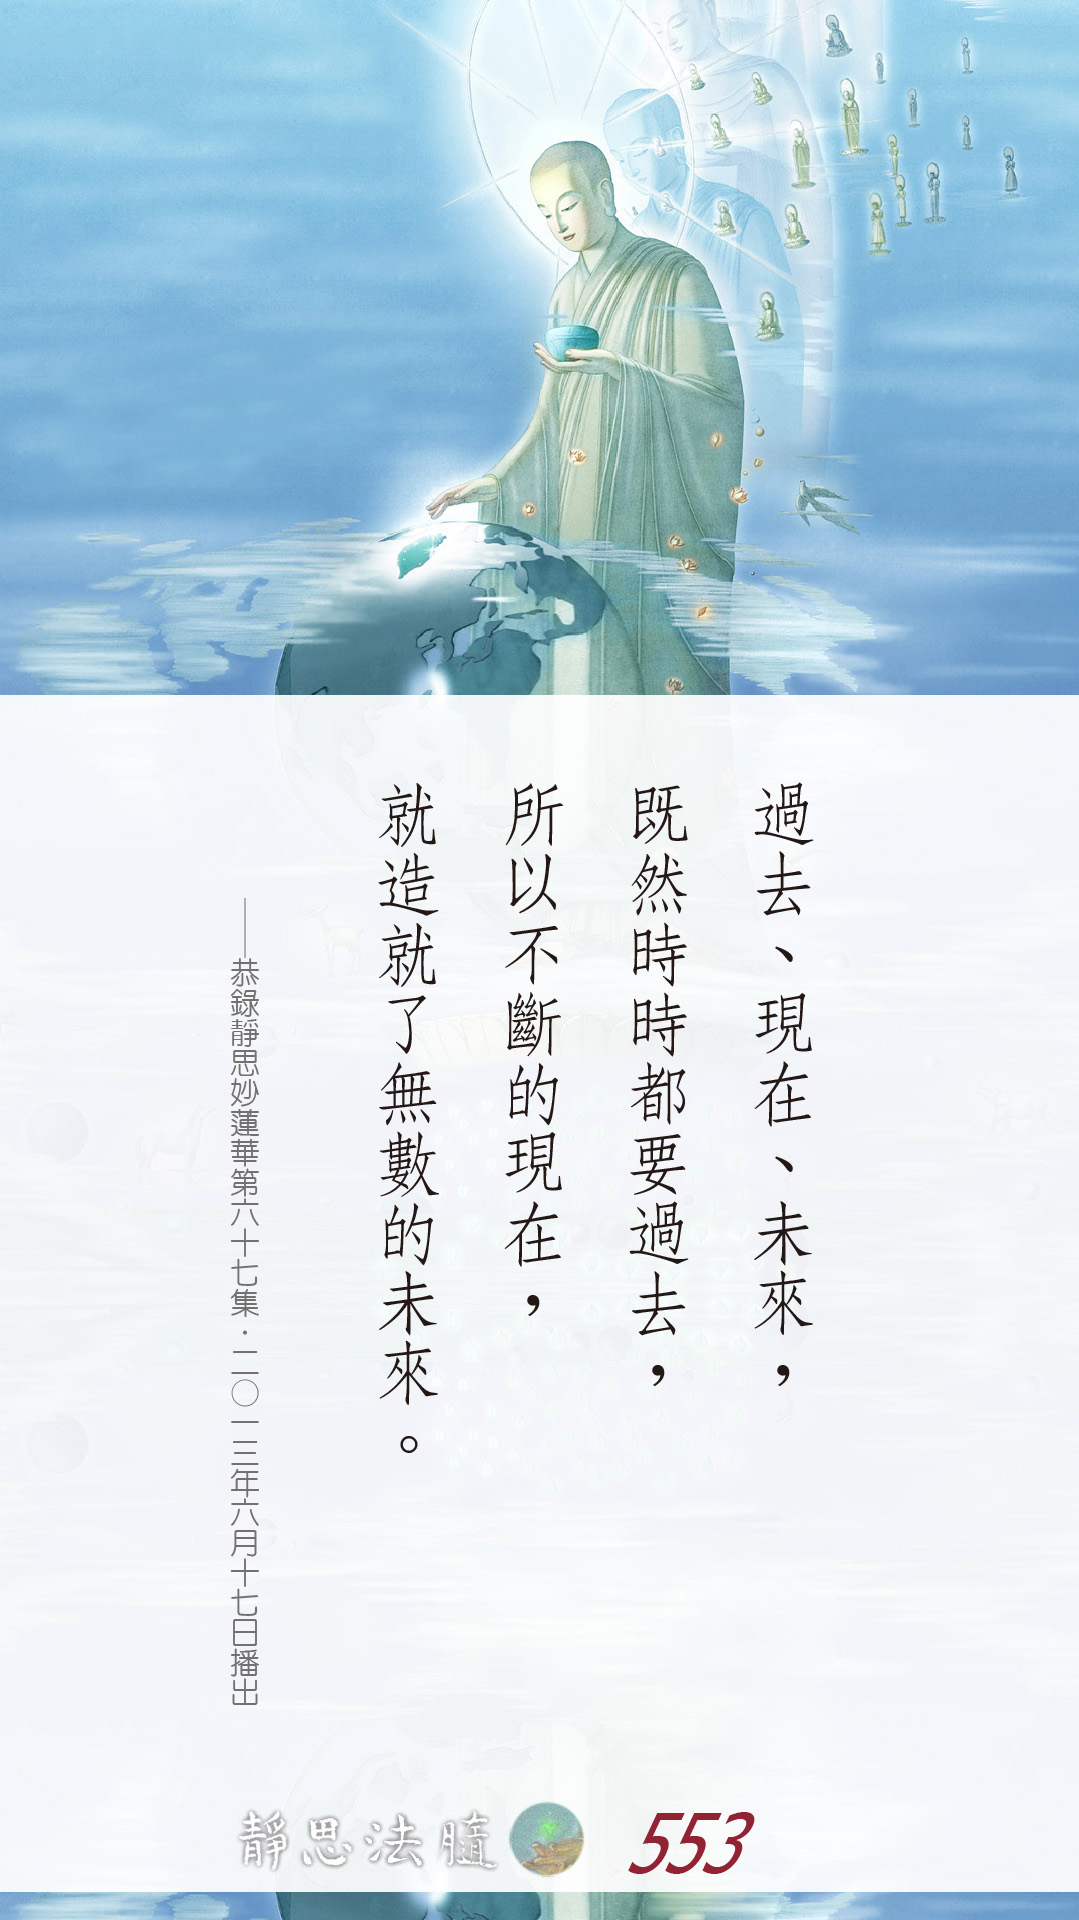 過去、現在、未來，
既然時時都要過去，
所以不斷的現在，
就造就了無數的未來。
——恭錄靜思妙蓮華第六十七集．二〇一三年六月十七日播出
靜思法髓
553